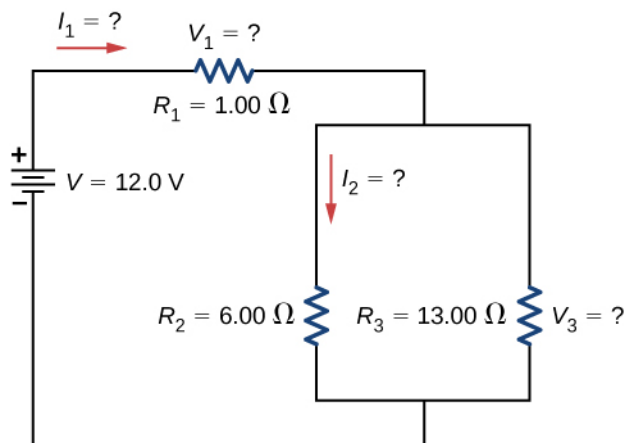 I₁ = ?
V₁ = ?
R₁ = 1.00 Ω
+
V = 12.0 V
−
I₂ = ?
R₂ = 6.00 Ω
R₃ = 13.00 Ω
V₃ = ?